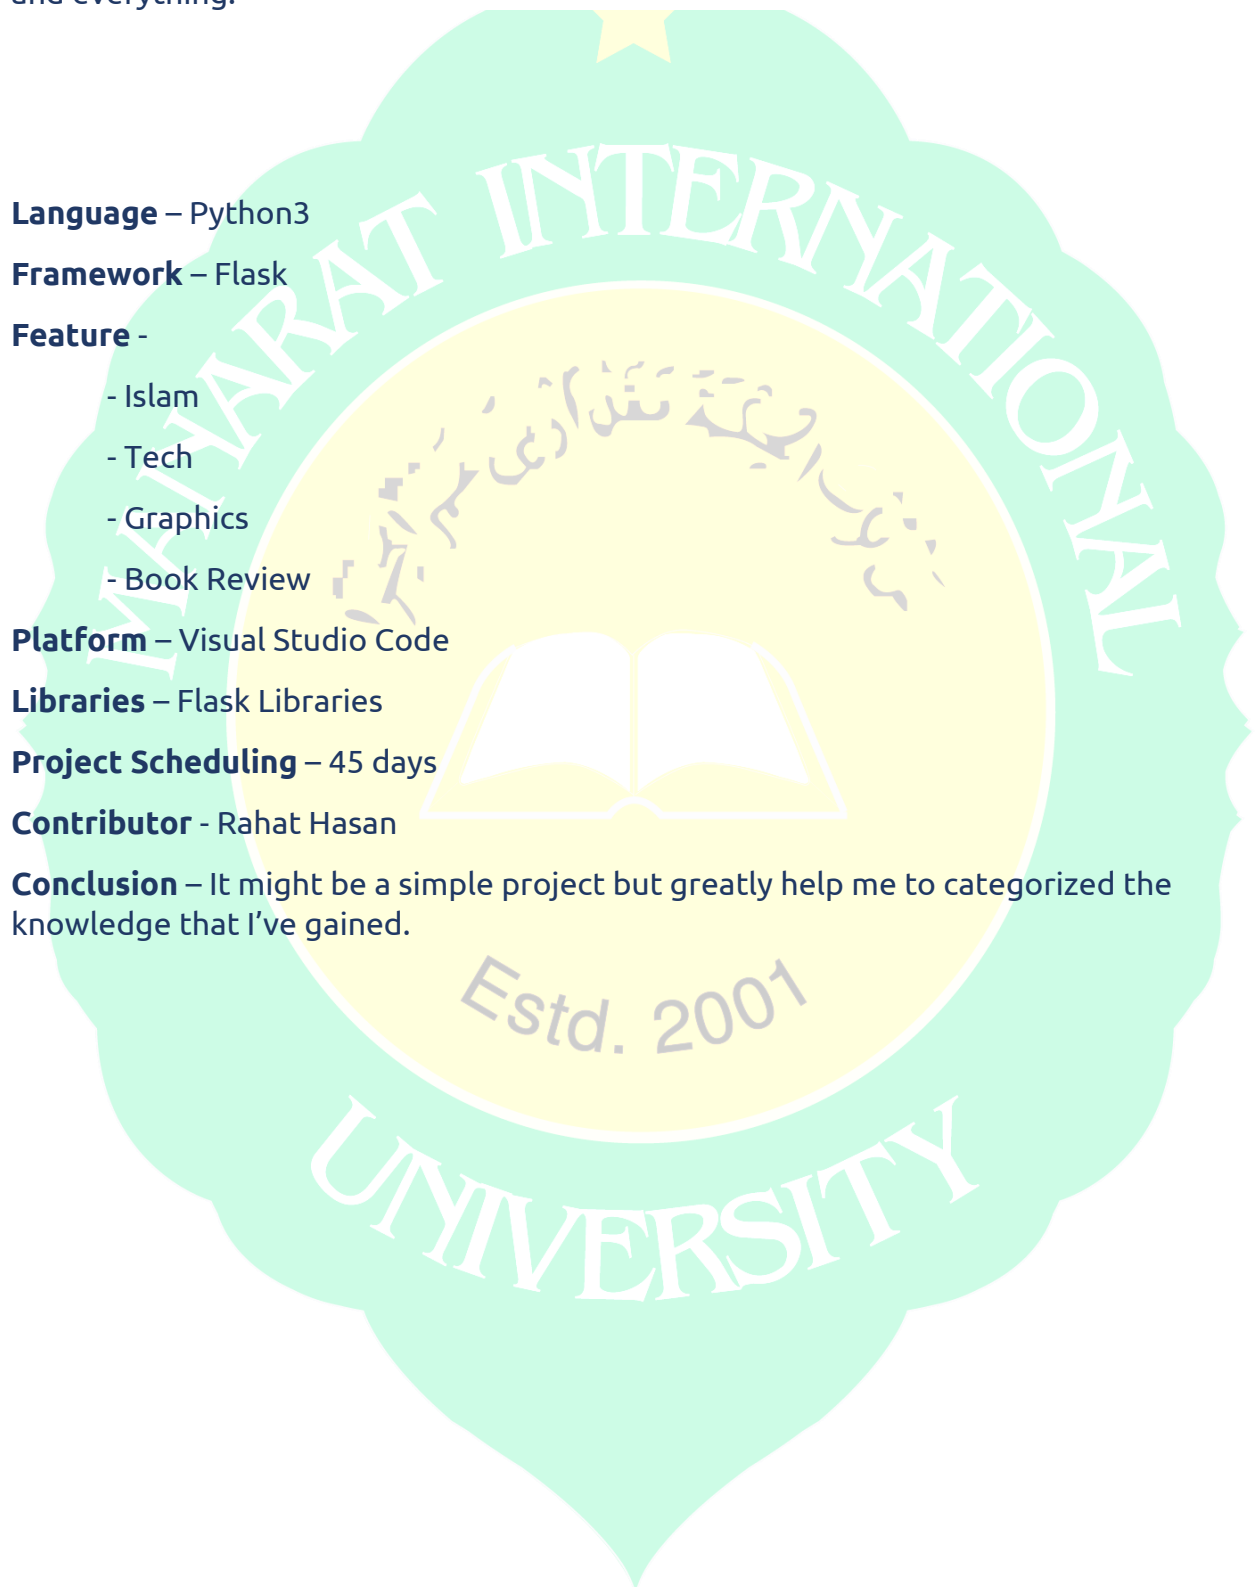 and everything.
Language – Python3
Framework – Flask
Feature -
- Islam
- Tech
- Graphics
- Book Review
Platform – Visual Studio Code
Libraries – Flask Libraries
Project Scheduling – 45 days
Contributor - Rahat Hasan
Conclusion – It might be a simple project but greatly help me to categorized the
knowledge that I’ve gained.
MANARAT INTERNATIONAL
Estd. 2001
UNIVERSITY